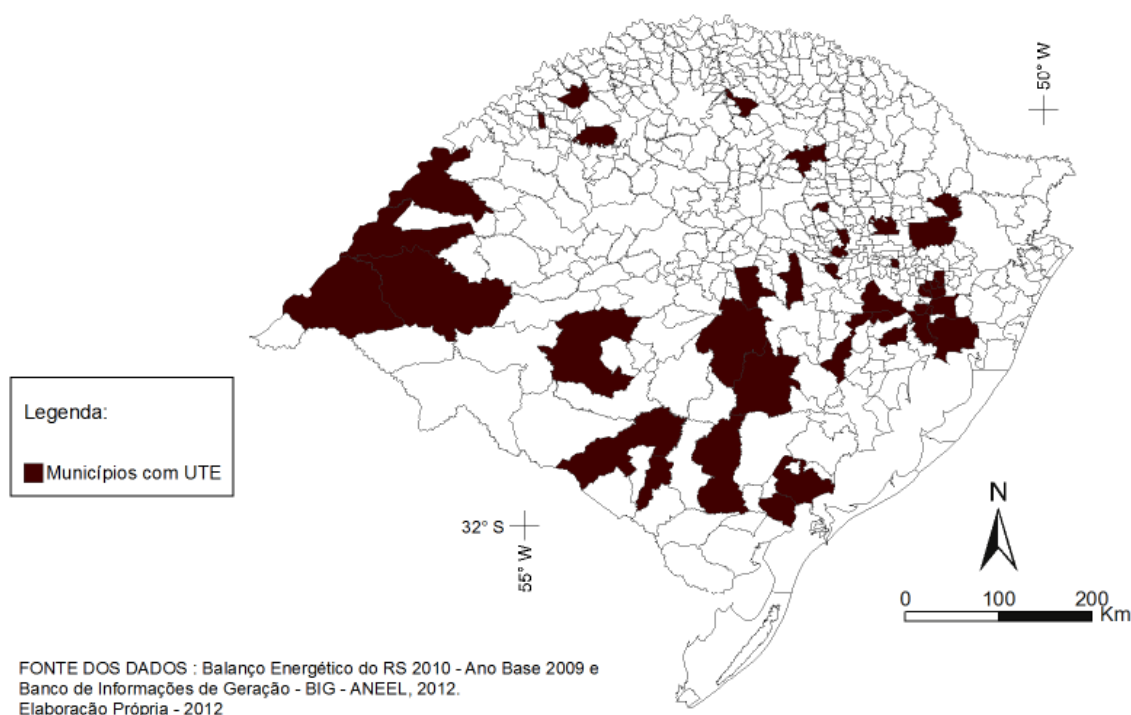 50° W
Legenda:
Municípios com UTE
32° S
55° W
N
0 100 200
Km
FONTE DOS DADOS : Balanço Energético do RS 2010 - Ano Base 2009 e
Banco de Informações de Geração - BIG - ANEEL, 2012.
Elaboração Própria - 2012